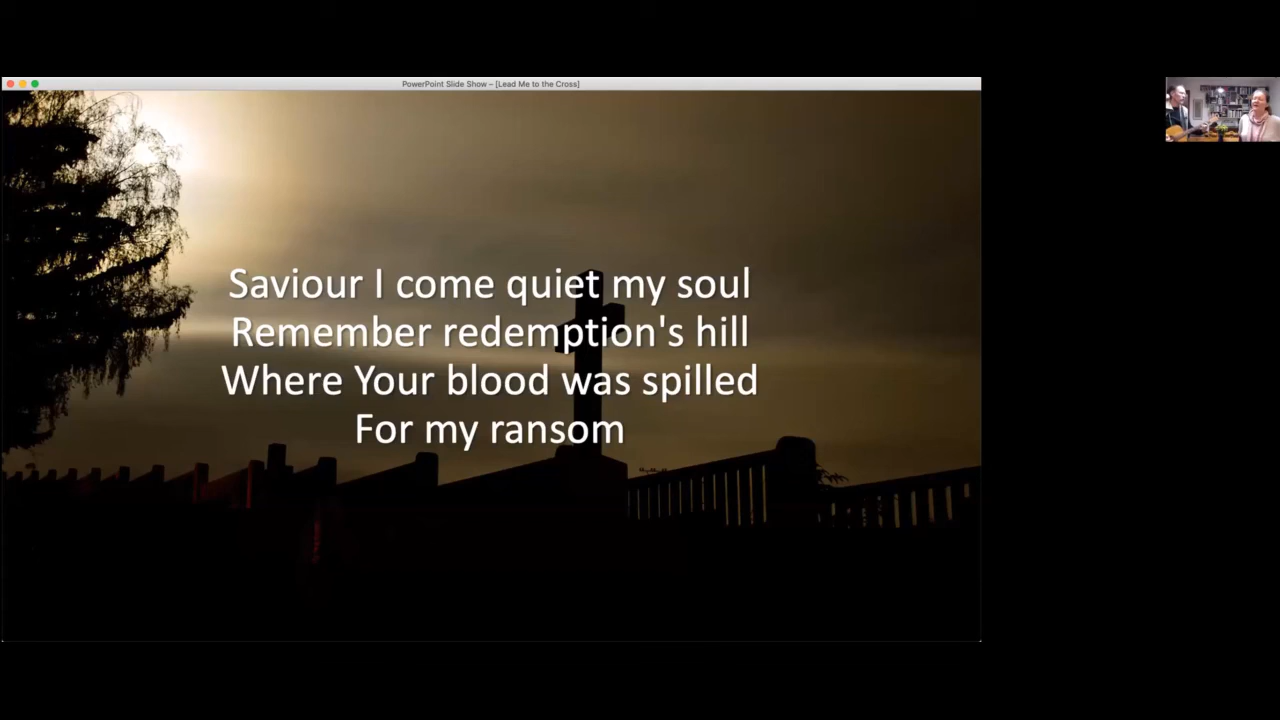 PowerPoint Slide Show – [Lead Me to the Cross]
Saviour I come quiet my soul
Remember redemption's hill
Where Your blood was spilled
For my ransom